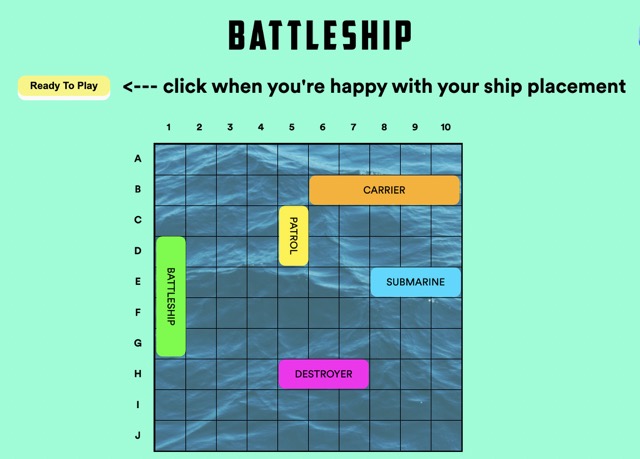 BATTLESHIP
Ready To Play
<--- click when you're happy with your ship placement
1 2 3 4 5 6 7 8 9 10
A
B CARRIER
C
PATROL
D
E SUBMARINE
BATTLESHIP
F
G
H DESTROYER
I
J